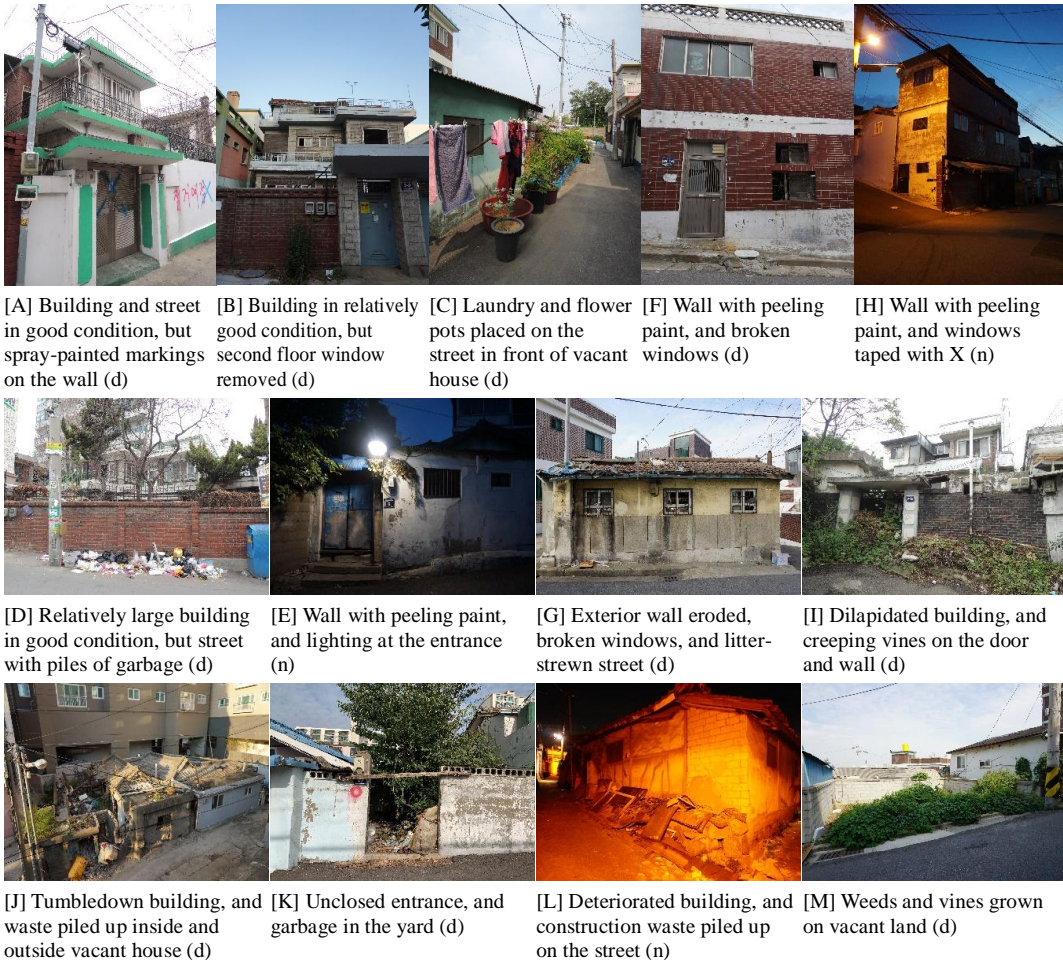 [A] Building and street
in good condition, but
spray-painted markings
on the wall (d)
[B] Building in relatively
good condition, but
second floor window
removed (d)
[C] Laundry and flower
pots placed on the
street in front of vacant
house (d)
[F] Wall with peeling
paint, and broken
windows (d)
[H] Wall with peeling
paint, and windows
taped with X (n)
[D] Relatively large building
in good condition, but street
with piles of garbage (d)
[E] Wall with peeling paint,
and lighting at the entrance
(n)
[G] Exterior wall eroded,
broken windows, and litter-
strewn street (d)
[I] Dilapidated building, and
creeping vines on the door
and wall (d)
[J] Tumbledown building, and
waste piled up inside and
outside vacant house (d)
[K] Unclosed entrance, and
garbage in the yard (d)
[L] Deteriorated building, and
construction waste piled up
on the street (n)
[M] Weeds and vines grown
on vacant land (d)